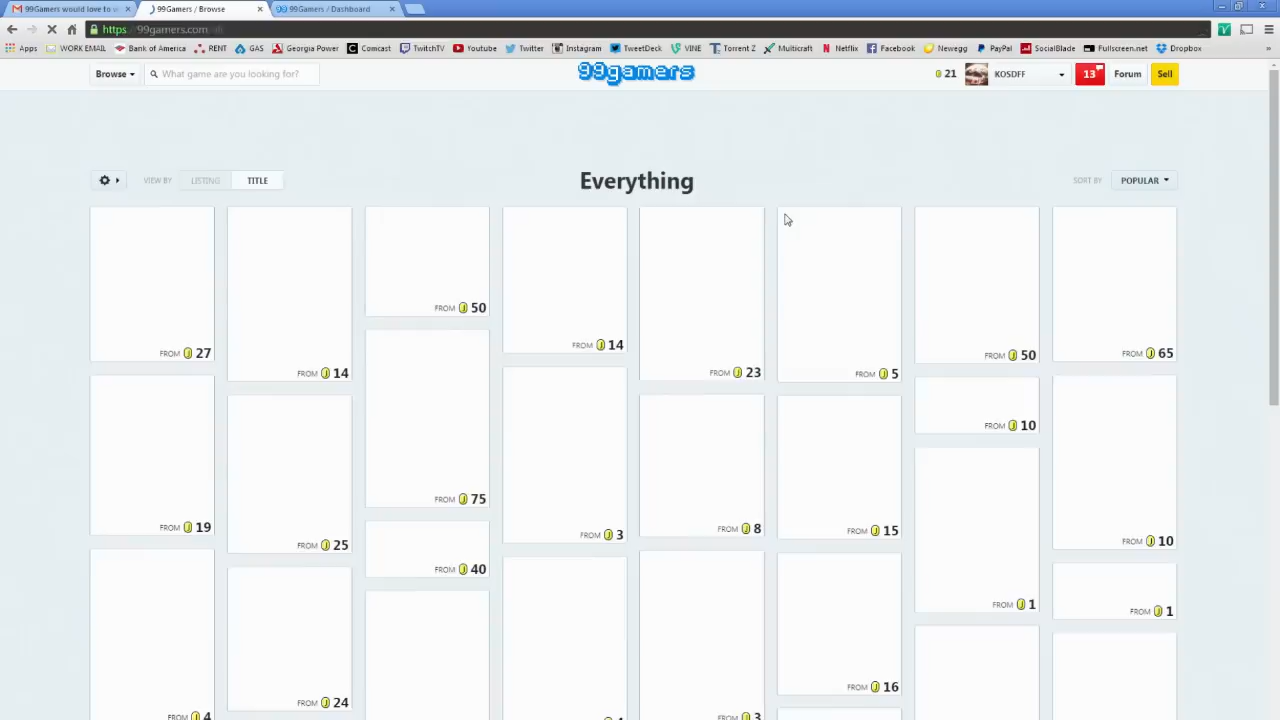 99Gamers would love to
99Gamers / Browse
99Gamers / Dashboard
https://99gamers.com
Apps
WORK EMAIL
Bank of America
RENT
GAS
Georgia Power
Comcast
TwitchTV
Youtube
Twitter
Instagram
TweetDeck
VINE
Torrent Z
Multicraft
Netflix
Facebook
Newegg
PayPal
SocialBlade
Fullscreen.net
Dropbox
»
Browse
What game are you looking for?
99gamers
21
KOSDFF
13
Forum
Sell
VIEW BY
LISTING
TITLE
Everything
SORT BY
POPULAR
FROM 27
FROM 14
FROM 50
FROM 14
FROM 23
FROM 5
FROM 50
FROM 65
FROM 19
FROM 25
FROM 75
FROM 3
FROM 8
FROM 15
FROM 10
FROM 10
FROM 4
FROM 24
FROM 40
FROM 3
FROM 16
FROM 1
FROM 1